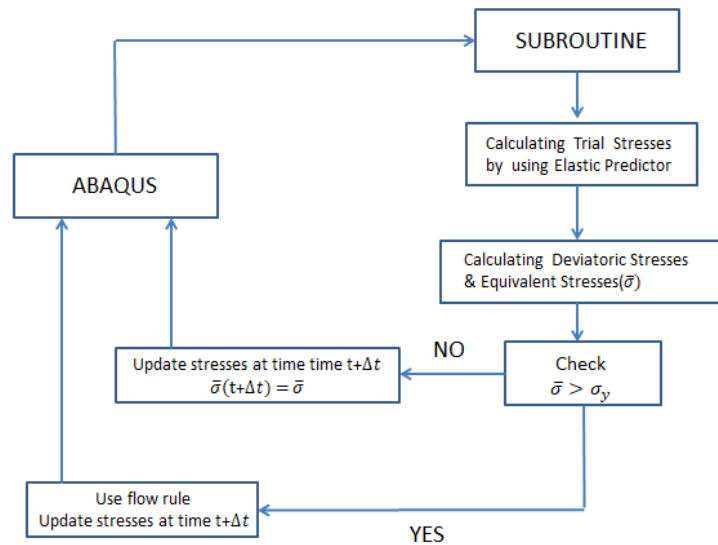 SUBROUTINE
Calculating Trial Stresses
by using Elastic Predictor
ABAQUS
Calculating Deviatoric Stresses
& Equivalent Stresses(σ̄)
NO
Update stresses at time time t+Δt
σ̄(t+Δt) = σ̄
Check
σ̄ > σ_y
Use flow rule
Update stresses at time t+Δt
YES